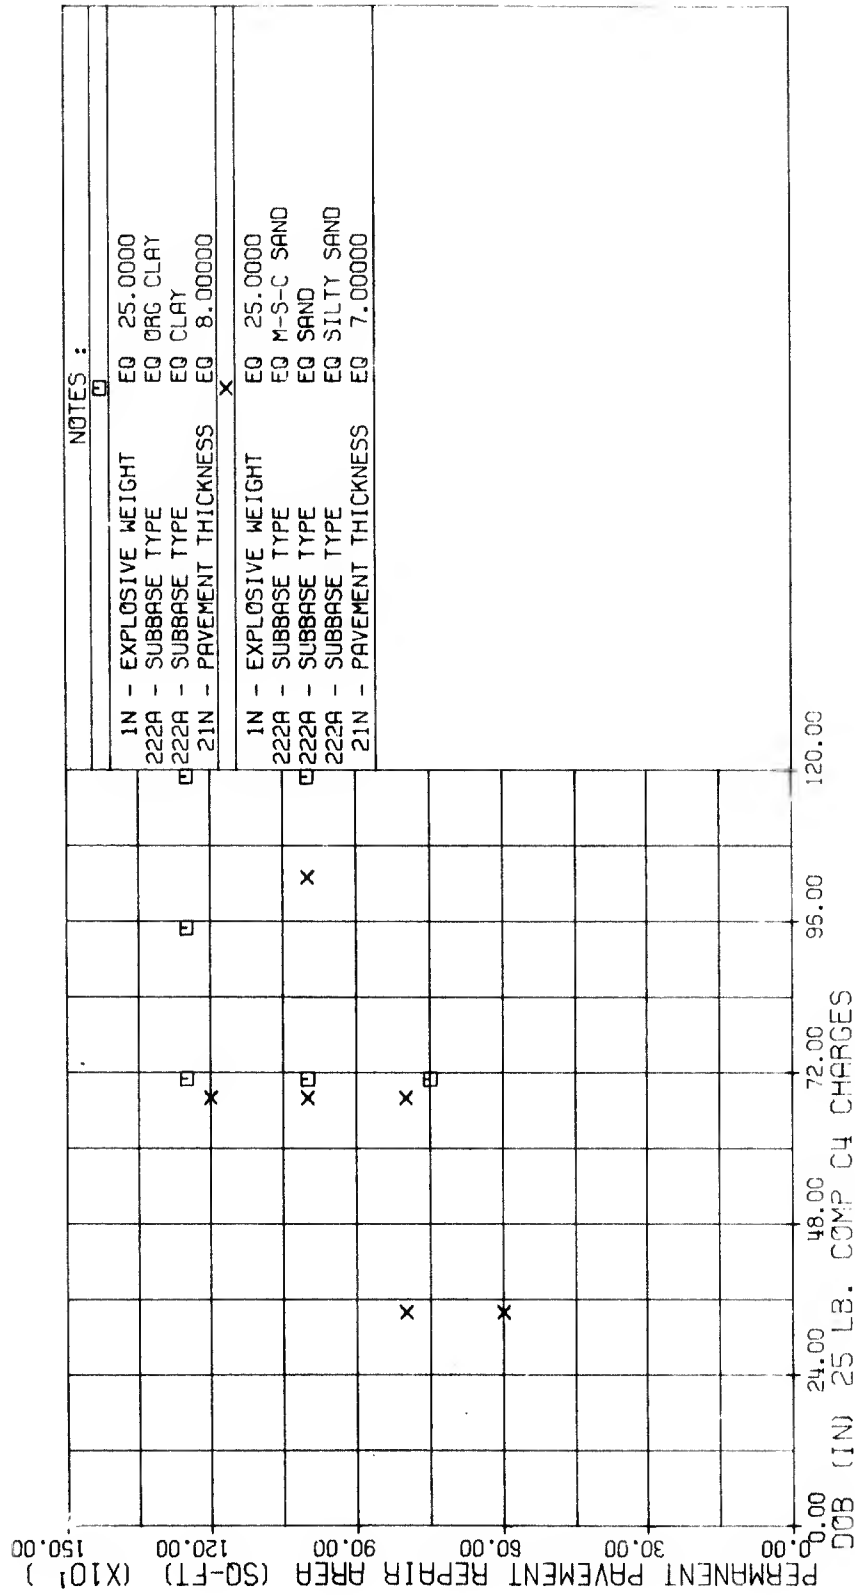 NOTES :
1N - EXPLOSIVE WEIGHT EQ 25.0000
222A - SUBBASE TYPE EQ ORG CLAY
222A - SUBBASE TYPE EQ CLAY
21N - PAVEMENT THICKNESS EQ 8.00000
1N - EXPLOSIVE WEIGHT EQ 25.0000
222A - SUBBASE TYPE EQ M-S-C SAND
222A - SUBBASE TYPE EQ SAND
222A - SUBBASE TYPE EQ SILTY SAND
21N - PAVEMENT THICKNESS EQ 7.00000
PERMANENT PAVEMENT REPAIR AREA (SQ-FT) (X10¹)
150.00
120.00
90.00
60.00
30.00
0.00
0.00 24.00 48.00 72.00 96.00 120.00
DOB (IN) 25 LB. COMP C4 CHARGES